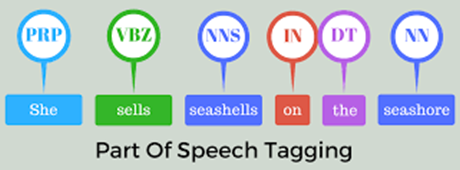 PRP VBZ NNS IN DT NN
She sells seashells on the seashore
Part Of Speech Tagging